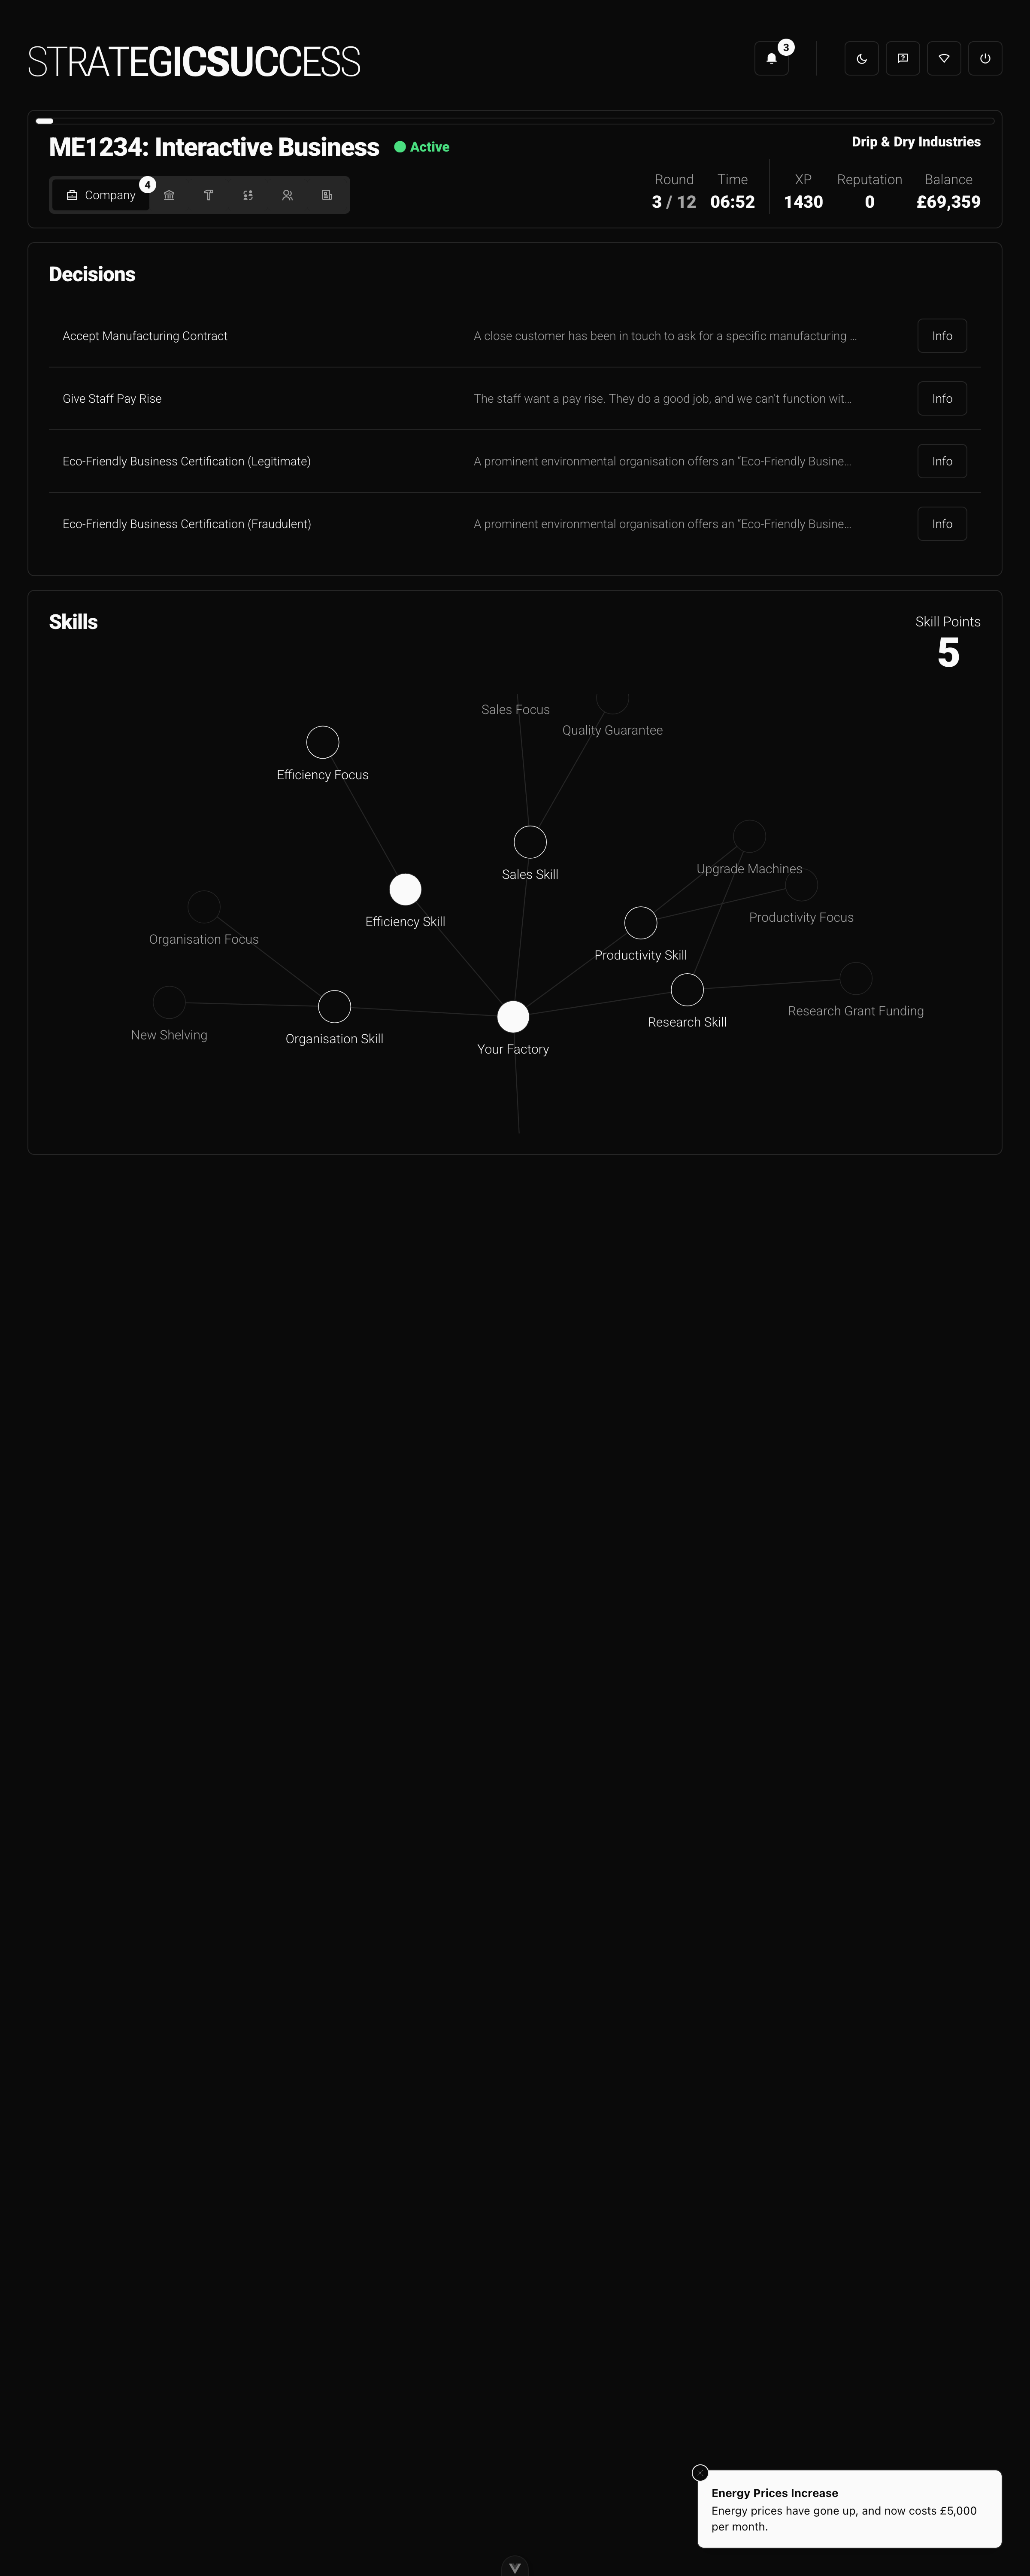 STRATEGICSUCCESS
3
ME1234: Interactive Business
Active
Drip & Dry Industries
Company
4
Round
Time
XP
Reputation
Balance
3 / 12
06:52
1430
0
£69,359
Decisions
Accept Manufacturing Contract
A close customer has been in touch to ask for a specific manufacturing ...
Info
Give Staff Pay Rise
The staff want a pay rise. They do a good job, and we can't function wit...
Info
Eco-Friendly Business Certification (Legitimate)
A prominent environmental organisation offers an "Eco-Friendly Busine...
Info
Eco-Friendly Business Certification (Fraudulent)
A prominent environmental organisation offers an "Eco-Friendly Busine...
Info
Skills
Skill Points
5
Sales Focus
Quality Guarantee
Efficiency Focus
Sales Skill
Upgrade Machines
Efficiency Skill
Productivity Focus
Organisation Focus
Productivity Skill
Research Grant Funding
Research Skill
New Shelving
Organisation Skill
Your Factory
Energy Prices Increase
Energy prices have gone up, and now costs £5,000
per month.